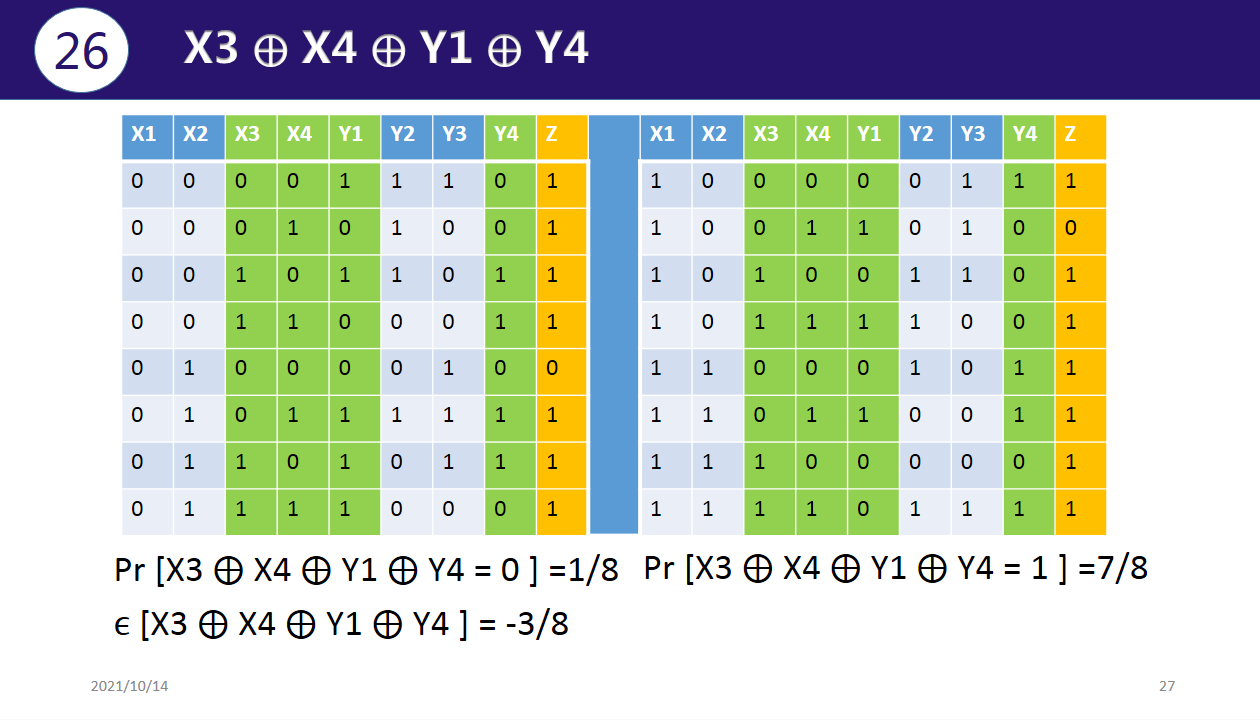 26
X3 ⊕ X4 ⊕ Y1 ⊕ Y4
X1 X2 X3 X4 Y1 Y2 Y3 Y4 Z X1 X2 X3 X4 Y1 Y2 Y3 Y4 Z
0 0 0 0 1 1 1 0 1 1 0 0 0 0 0 1 1 1
0 0 0 1 0 1 0 0 1 1 0 0 1 1 0 1 0 0
0 0 1 0 1 1 0 1 1 1 0 1 0 0 1 1 0 1
0 0 1 1 0 0 0 1 1 1 0 1 1 1 1 0 0 1
0 1 0 0 0 0 1 0 0 1 1 0 0 0 1 0 1 1
0 1 0 1 1 1 1 1 1 1 1 0 1 1 0 0 1 1
0 1 1 0 1 0 1 1 1 1 1 1 0 0 0 0 0 1
0 1 1 1 1 0 0 0 1 1 1 1 1 0 1 1 1 1
Pr [X3 ⊕ X4 ⊕ Y1 ⊕ Y4 = 0 ] =1/8 Pr [X3 ⊕ X4 ⊕ Y1 ⊕ Y4 = 1 ] =7/8
ϵ [X3 ⊕ X4 ⊕ Y1 ⊕ Y4 ] = -3/8
2021/10/14 27